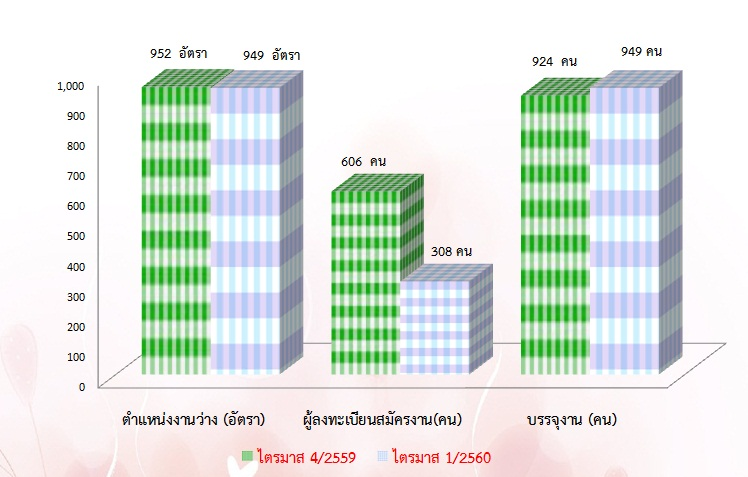 952 อัตรา
949 อัตรา
606 คน
308 คน
924 คน
949 คน
1,000
900
800
700
600
500
400
300
200
100
0
ตำแหน่งงานว่าง (อัตรา)
ผู้ลงทะเบียนสมัครงาน(คน)
บรรจุงาน (คน)
ไตรมาส 4/2559
ไตรมาส 1/2560